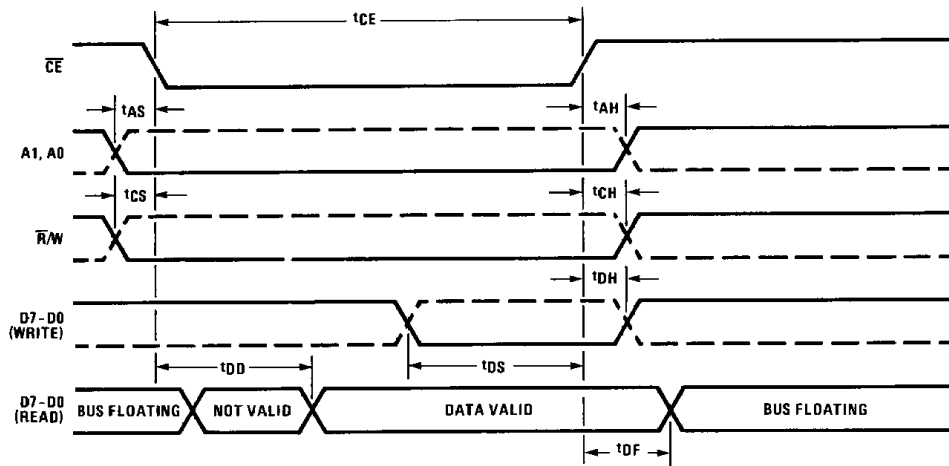 tCE
CE
tAS
tAH
A1, A0
tCS
tCH
R/W
tDH
D7-D0
(WRITE)
tDD
tDS
D7-D0
(READ)
BUS FLOATING
NOT VALID
DATA VALID
BUS FLOATING
tDF